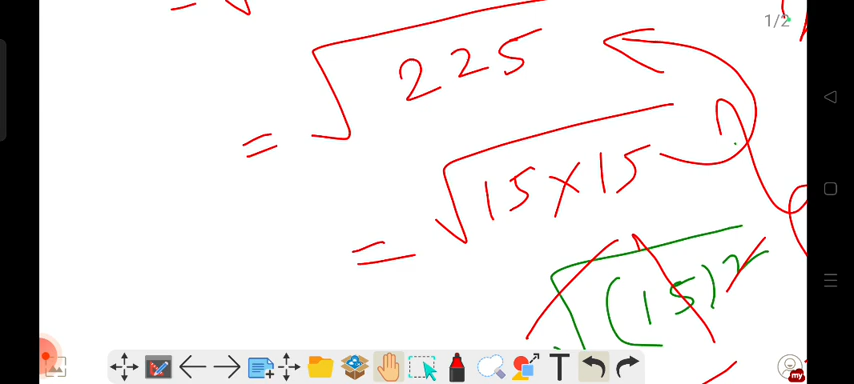 1/2
= √225
= √15×15
√(15)²